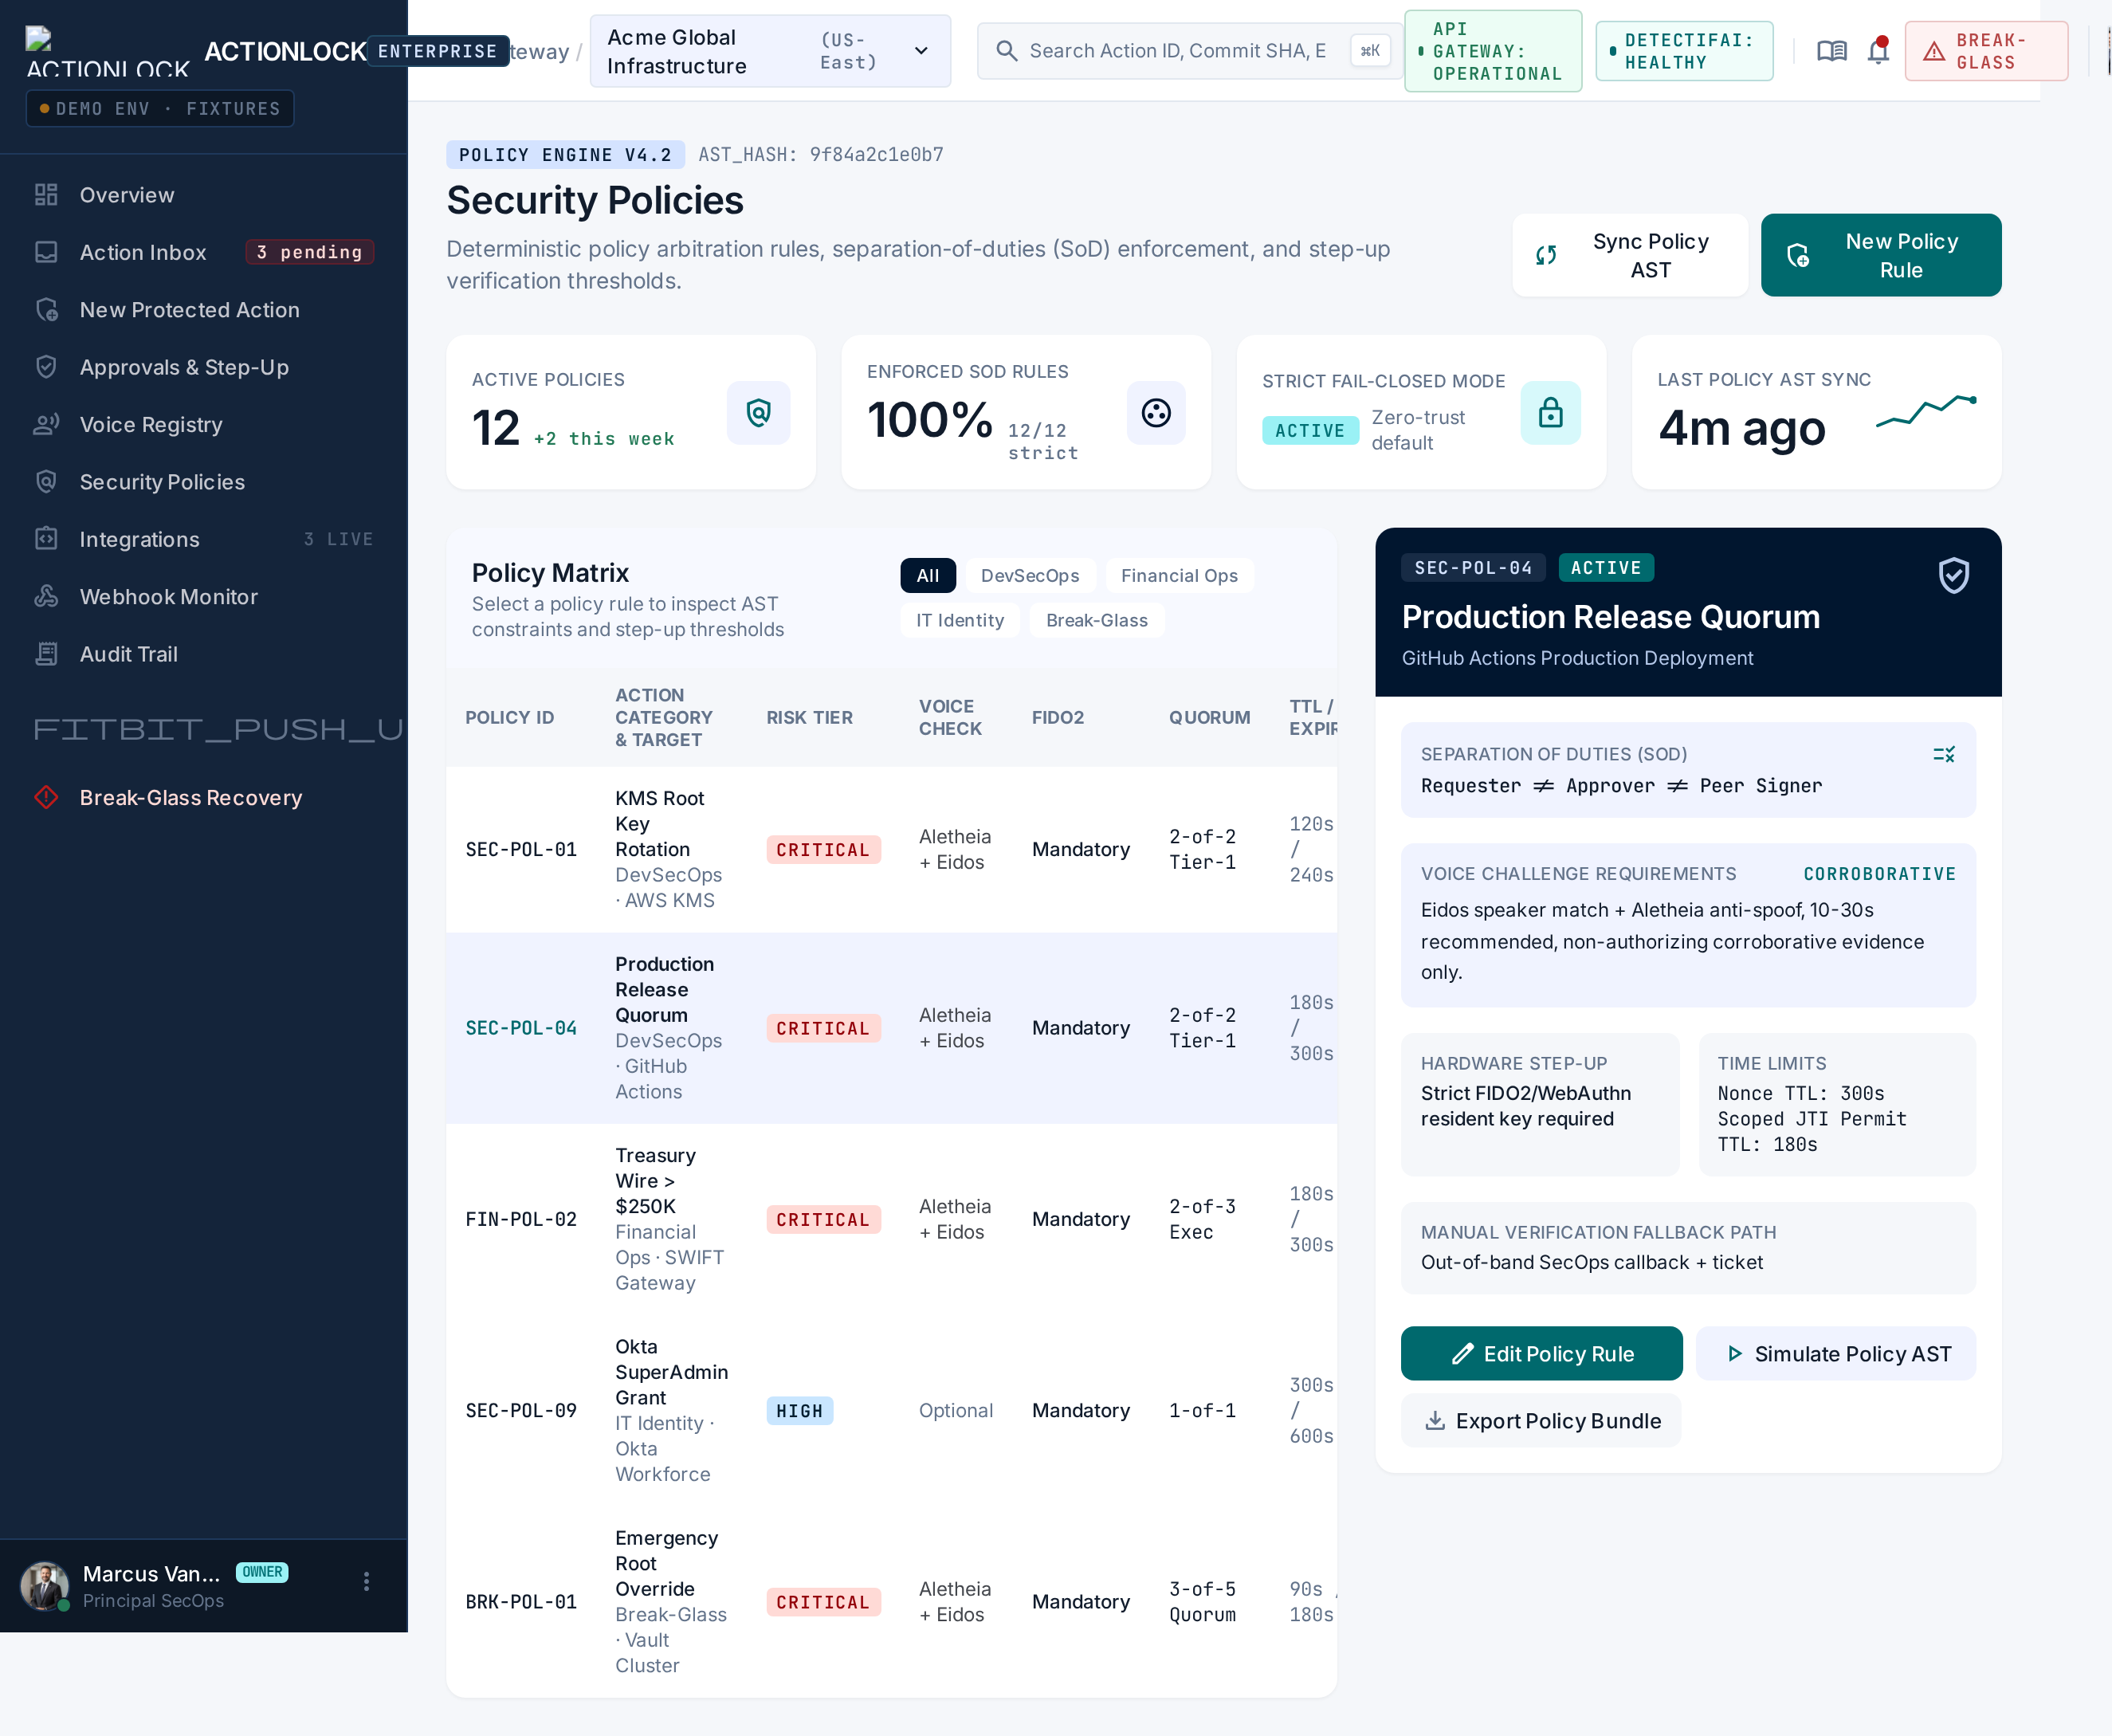 ACTIONLOCK
ACTIONLOCK
ENTERPRISE
DEMO ENV · FIXTURES
teway /
Acme Global
Infrastructure
(US-
East)
Search Action ID, Commit SHA, E
⌘K
API
GATEWAY:
OPERATIONAL
DETECTIFAI:
HEALTHY
BREAK-
GLASS
Overview
Action Inbox
3 pending
New Protected Action
Approvals & Step-Up
Voice Registry
Security Policies
Integrations
3 LIVE
Webhook Monitor
Audit Trail
FITBIT_PUSH_U
Break-Glass Recovery
Marcus Van...
OWNER
Principal SecOps
POLICY ENGINE V4.2
AST_HASH: 9f84a2c1e0b7
Security Policies
Deterministic policy arbitration rules, separation-of-duties (SoD) enforcement, and step-up
verification thresholds.
Sync Policy
AST
New Policy
Rule
ACTIVE POLICIES
12
+2 this week
ENFORCED SOD RULES
100%
12/12
strict
STRICT FAIL-CLOSED MODE
ACTIVE
Zero-trust
default
LAST POLICY AST SYNC
4m ago
Policy Matrix
Select a policy rule to inspect AST
constraints and step-up thresholds
All
DevSecOps
Financial Ops
IT Identity
Break-Glass
POLICY ID
ACTION
CATEGORY
& TARGET
RISK TIER
VOICE
CHECK
FIDO2
QUORUM
TTL /
EXPIR
SEC-POL-01
KMS Root
Key
Rotation
DevSecOps
· AWS KMS
CRITICAL
Aletheia
+ Eidos
Mandatory
2-of-2
Tier-1
120s
/
240s
SEC-POL-04
Production
Release
Quorum
DevSecOps
· GitHub
Actions
CRITICAL
Aletheia
+ Eidos
Mandatory
2-of-2
Tier-1
180s
/
300s
FIN-POL-02
Treasury
Wire >
$250K
Financial
Ops · SWIFT
Gateway
CRITICAL
Aletheia
+ Eidos
Mandatory
2-of-3
Exec
180s
/
300s
SEC-POL-09
Okta
SuperAdmin
Grant
IT Identity ·
Okta
Workforce
HIGH
Optional
Mandatory
1-of-1
300s
/
600s
BRK-POL-01
Emergency
Root
Override
Break-Glass
· Vault
Cluster
CRITICAL
Aletheia
+ Eidos
Mandatory
3-of-5
Quorum
90s /
180s
SEC-POL-04
ACTIVE
Production Release Quorum
GitHub Actions Production Deployment
SEPARATION OF DUTIES (SOD)
Requester ≠ Approver ≠ Peer Signer
VOICE CHALLENGE REQUIREMENTS
CORROBORATIVE
Eidos speaker match + Aletheia anti-spoof, 10-30s
recommended, non-authorizing corroborative evidence
only.
HARDWARE STEP-UP
Strict FIDO2/WebAuthn
resident key required
TIME LIMITS
Nonce TTL: 300s
Scoped JTI Permit
TTL: 180s
MANUAL VERIFICATION FALLBACK PATH
Out-of-band SecOps callback + ticket
Edit Policy Rule
Simulate Policy AST
Export Policy Bundle